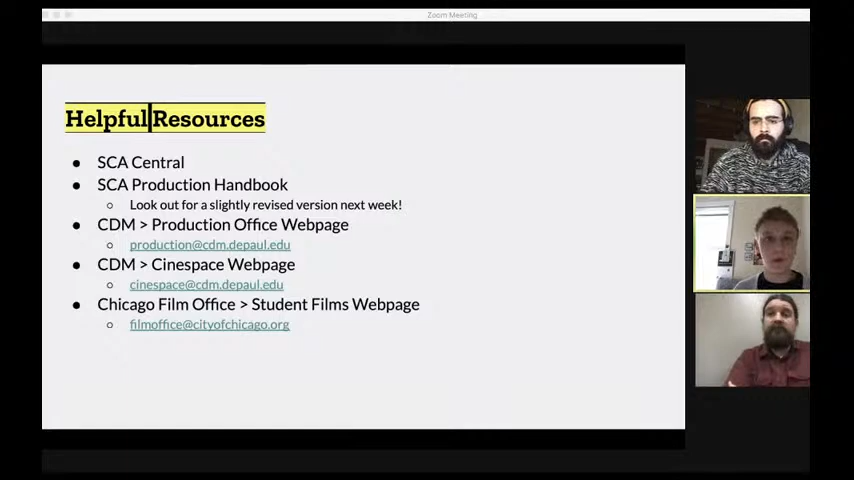 Zoom Meeting
Helpful Resources
● SCA Central
● SCA Production Handbook
○ Look out for a slightly revised version next week!
● CDM > Production Office Webpage
○ production@cdm.depaul.edu
● CDM > Cinespace Webpage
○ cinespace@cdm.depaul.edu
● Chicago Film Office > Student Films Webpage
○ filmoffice@cityofchicago.org